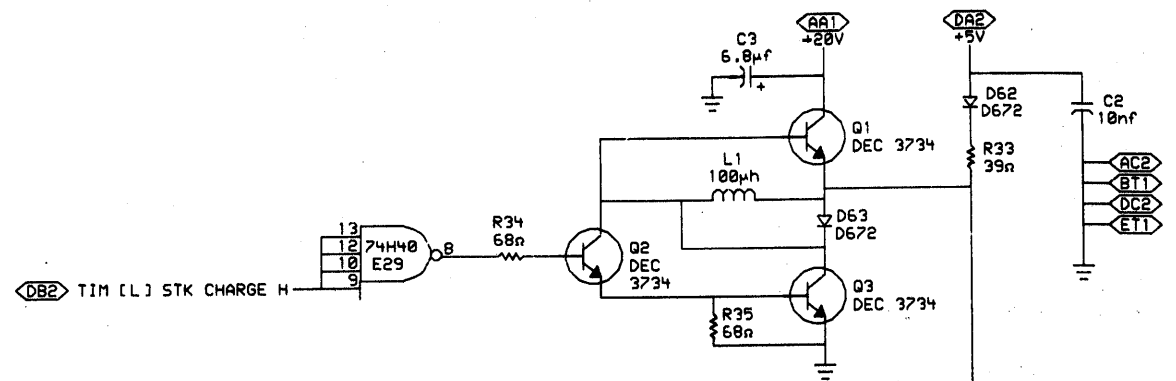 AA1
+20V
DA2
+5V
C3
6.8µf
+
D62
D672
C2
10nf
Q1
DEC 3734
R33
39Ω
L1
100µh
AC2
BT1
DC2
ET1
D63
D672
13
12
10
9
74H40
E29
8
R34
68Ω
Q2
DEC
3734
Q3
DEC 3734
DB2 TIM [L] STK CHARGE H
R35
68Ω